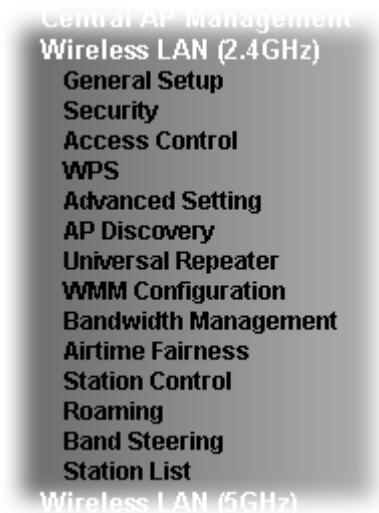 Central AP Management
Wireless LAN (2.4GHz)
General Setup
Security
Access Control
WPS
Advanced Setting
AP Discovery
Universal Repeater
WMM Configuration
Bandwidth Management
Airtime Fairness
Station Control
Roaming
Band Steering
Station List
Wireless LAN (5GHz)